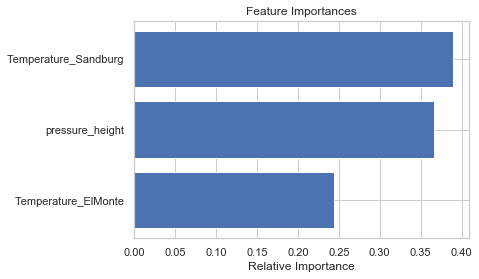 Feature Importances
Temperature_Sandburg
pressure_height
Temperature_ElMonte
0.00 0.05 0.10 0.15 0.20 0.25 0.30 0.35 0.40
Relative Importance